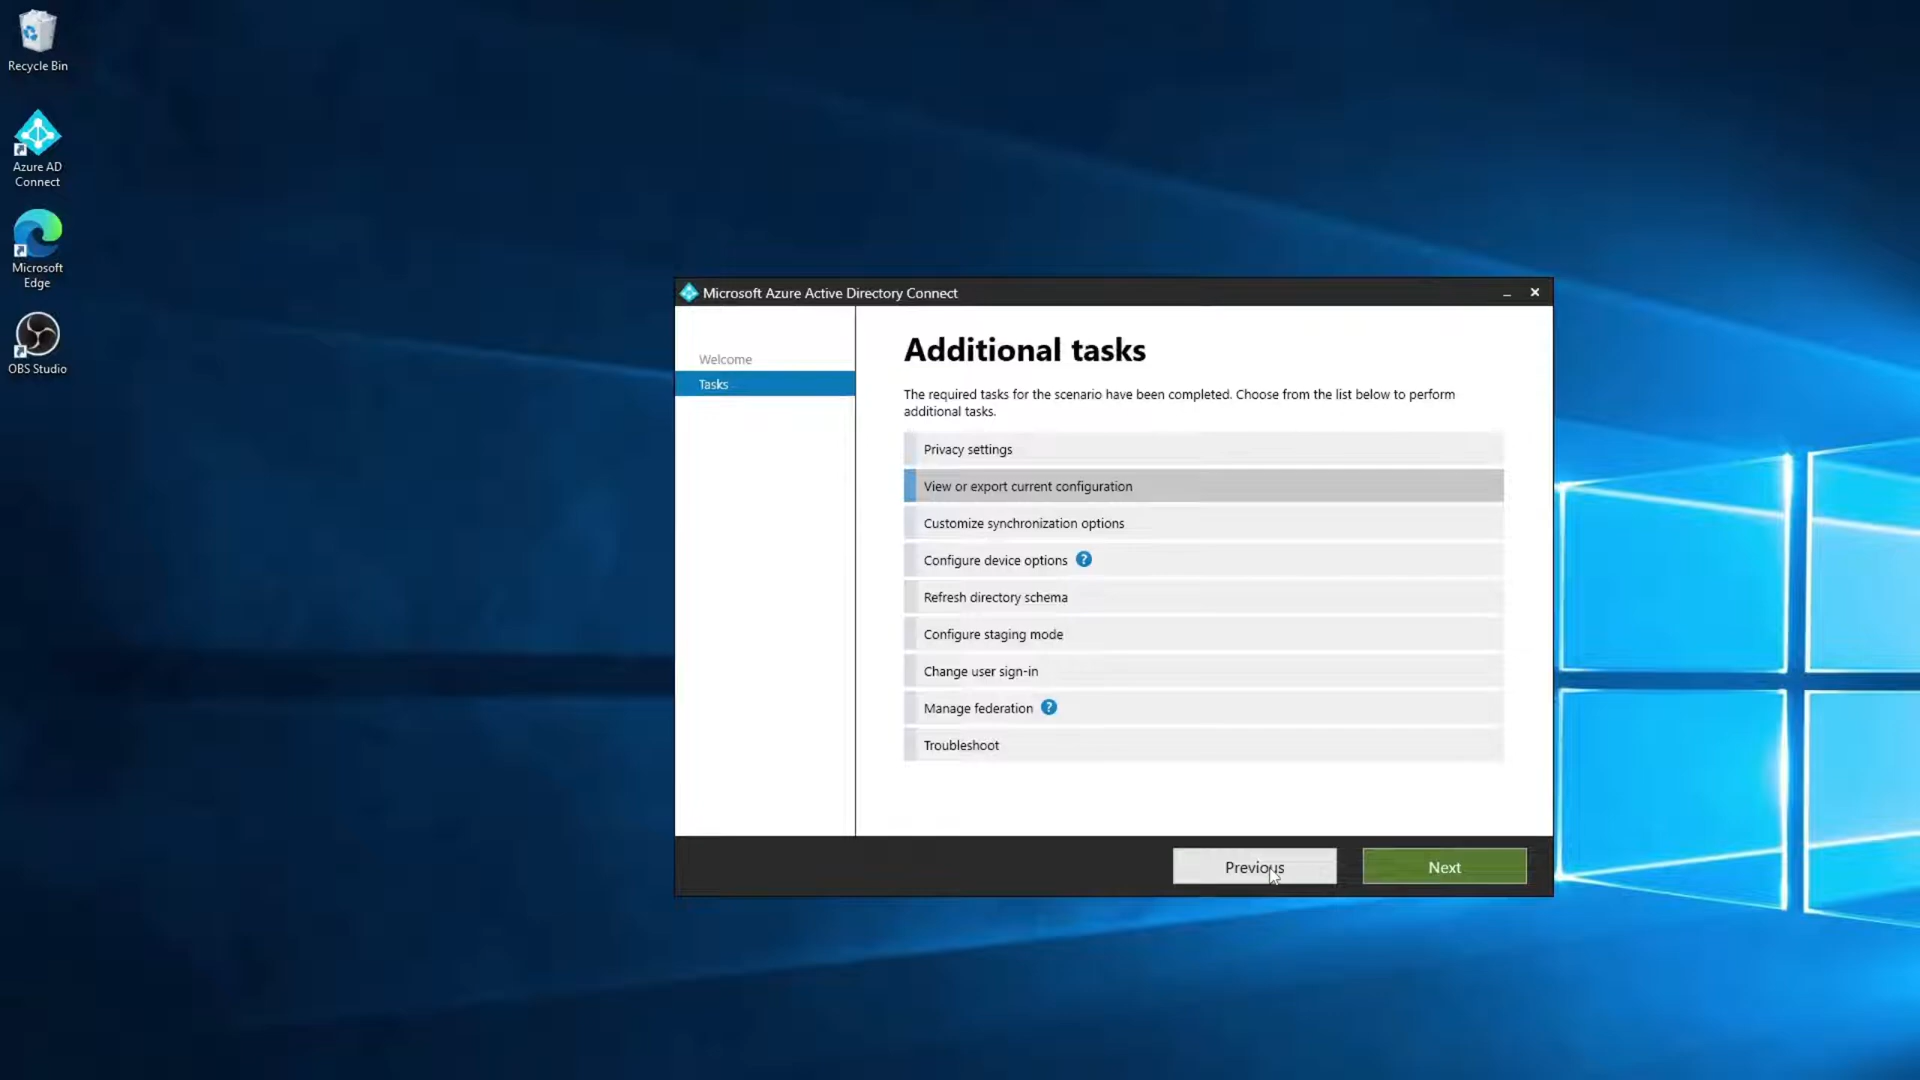 Recycle Bin
Azure AD
Connect
Microsoft
Edge
OBS Studio
Microsoft Azure Active Directory Connect
Welcome
Tasks
Additional tasks
The required tasks for the scenario have been completed. Choose from the list below to perform
additional tasks.
Privacy settings
View or export current configuration
Customize synchronization options
Configure device options ?
Refresh directory schema
Configure staging mode
Change user sign-in
Manage federation ?
Troubleshoot
Previous
Next